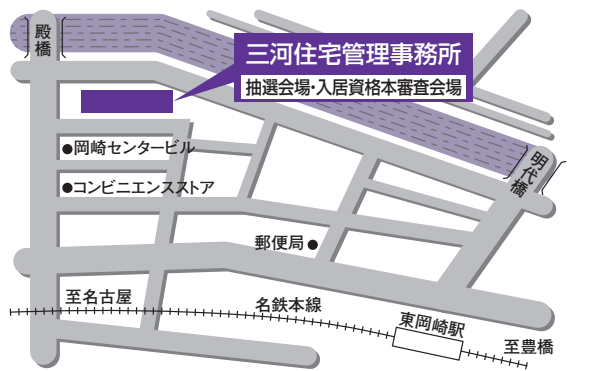 殿橋
三河住宅管理事務所
抽選会場・入居資格本審査会場
●岡崎センタービル
明代橋
●コンビニエンスストア
郵便局●
至名古屋
名鉄本線
東岡崎駅
至豊橋